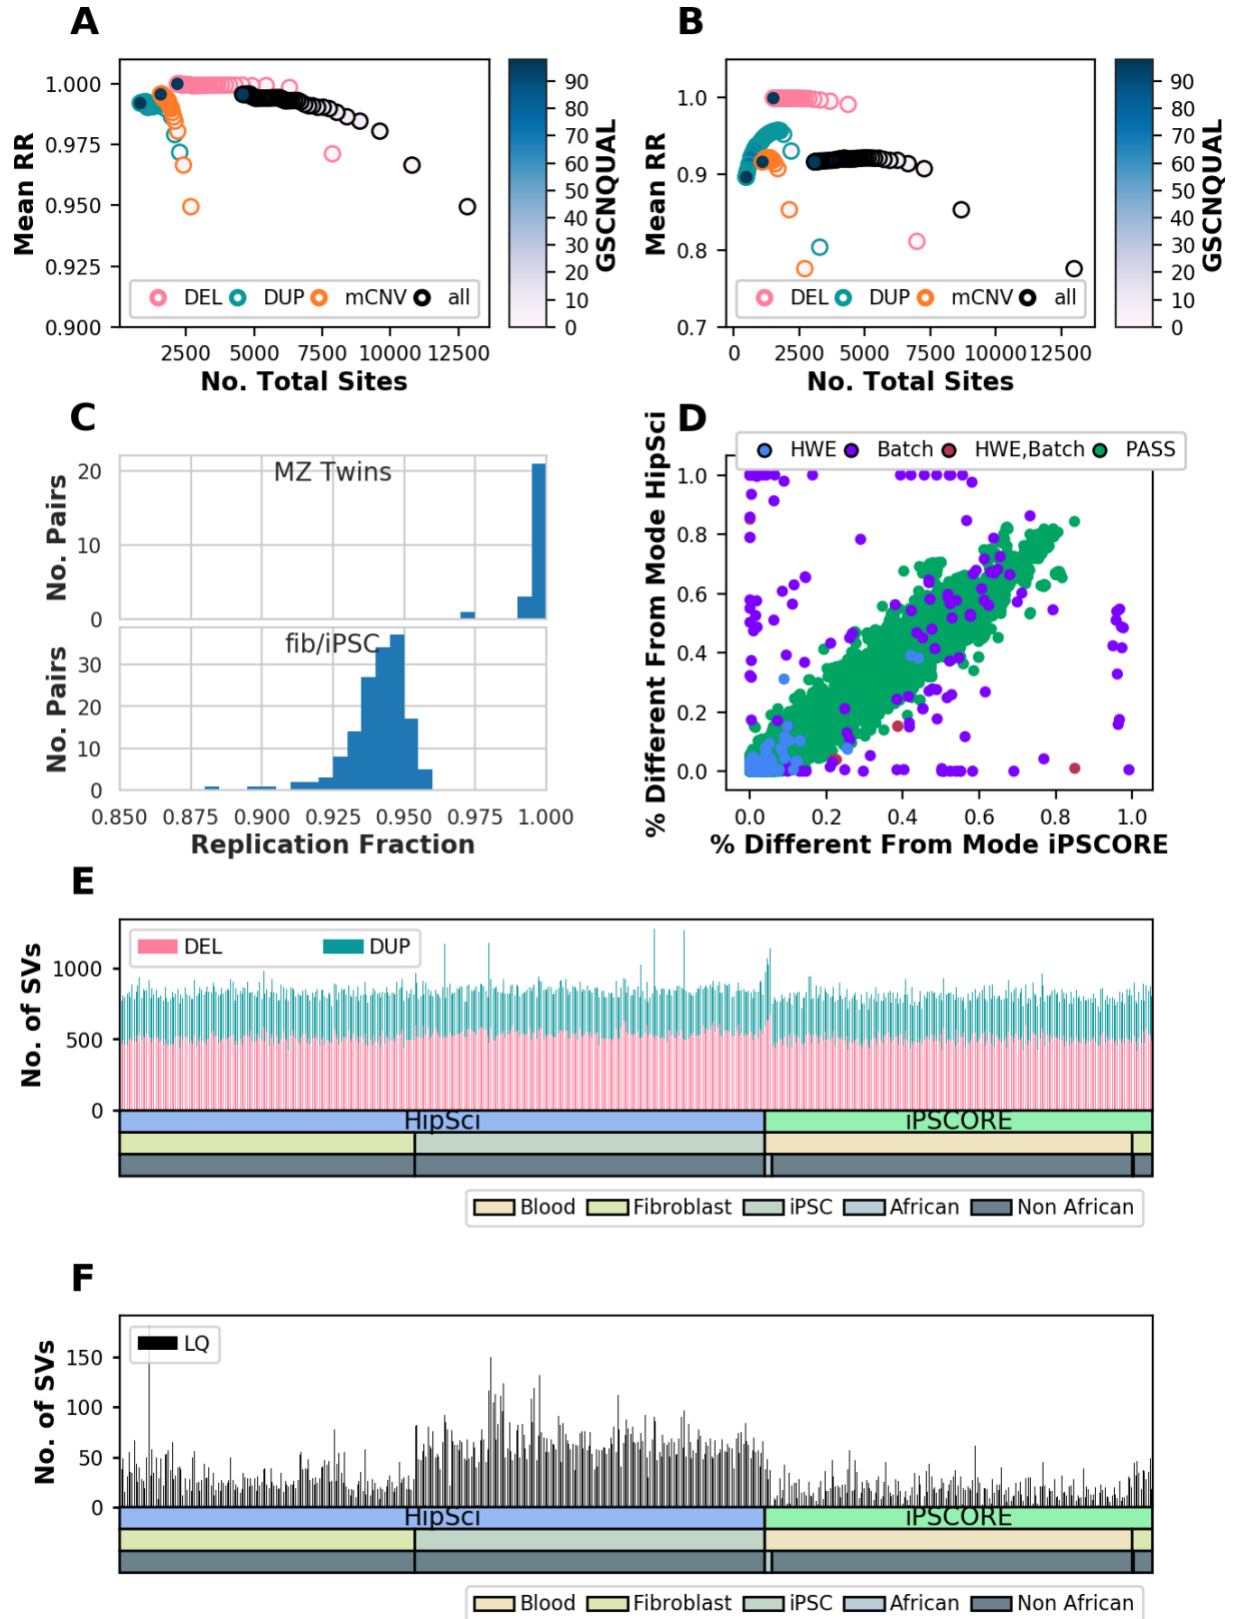 A
Mean RR
1.000
0.975
0.950
0.925
0.900
DEL DUP mCNV all
2500 5000 7500 10000 12500
No. Total Sites
90
80
70
60
50
40
30
20
10
0
GSCNQUAL
B
Mean RR
1.0
0.9
0.8
0.7
DEL DUP mCNV all
0 2500 5000 7500 10000 12500
No. Total Sites
90
80
70
60
50
40
30
20
10
0
GSCNQUAL
C
MZ Twins
No. Pairs
20
10
0
fib/iPSC
No. Pairs
30
20
10
0
0.850 0.875 0.900 0.925 0.950 0.975 1.000
Replication Fraction
D
HWE Batch HWE,Batch PASS
% Different From Mode HipSci
1.0
0.8
0.6
0.4
0.2
0.0
0.0 0.2 0.4 0.6 0.8 1.0
% Different From Mode iPSCORE
E
DEL DUP
No. of SVs
1000
500
0
HipSci iPSCORE
Blood Fibroblast iPSC African Non African
F
LQ
No. of SVs
150
100
50
0
HipSci iPSCORE
Blood Fibroblast iPSC African Non African